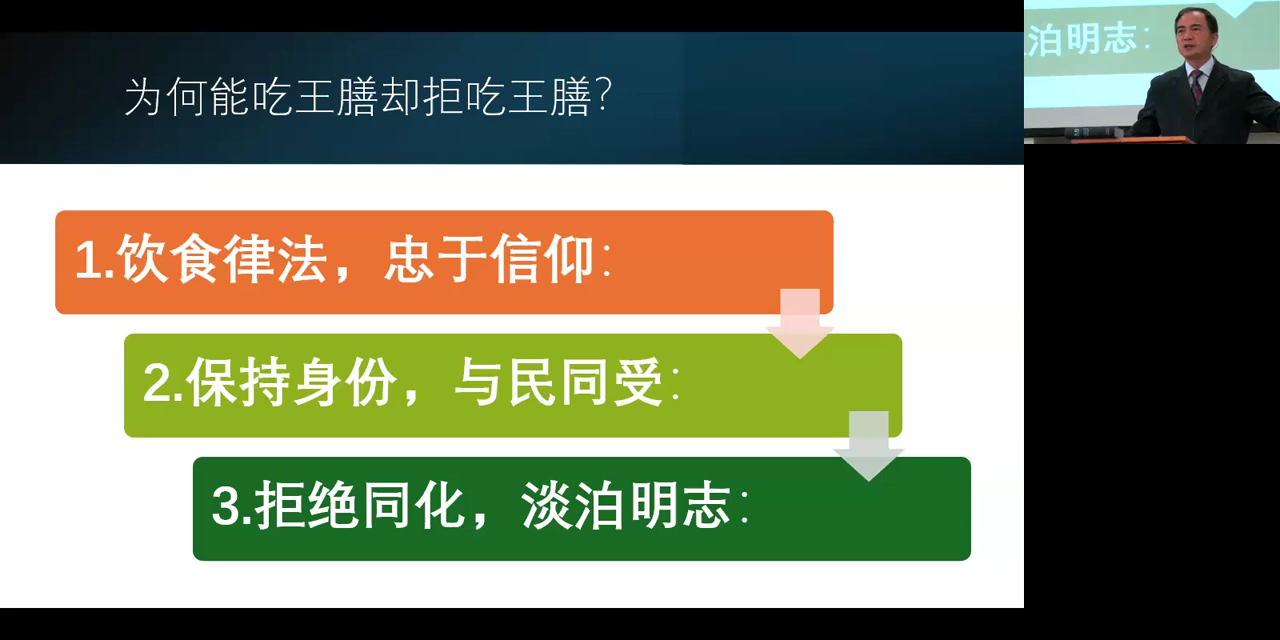 为何能吃王膳却拒吃王膳?
1.饮食律法，忠于信仰：
2.保持身份，与民同受：
3.拒绝同化，淡泊明志：
泊明志：